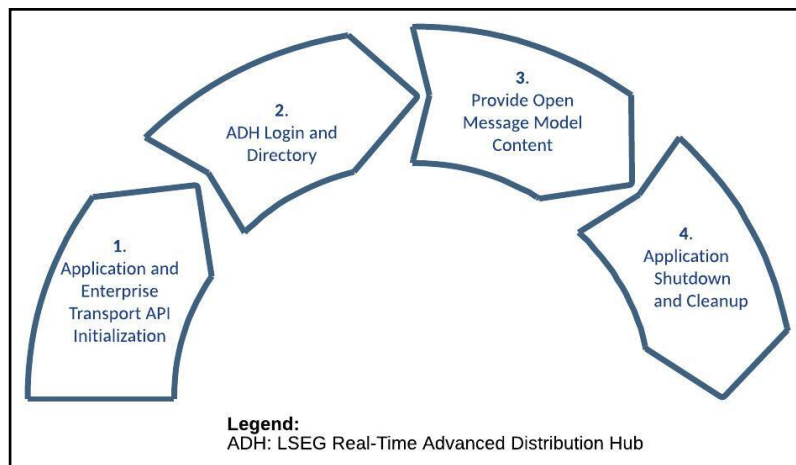 1.
Application and
Enterprise
Transport API
Initialization
2.
ADH Login and
Directory
3.
Provide Open
Message Model
Content
4.
Application
Shutdown
and Cleanup
Legend:
ADH: LSEG Real-Time Advanced Distribution Hub